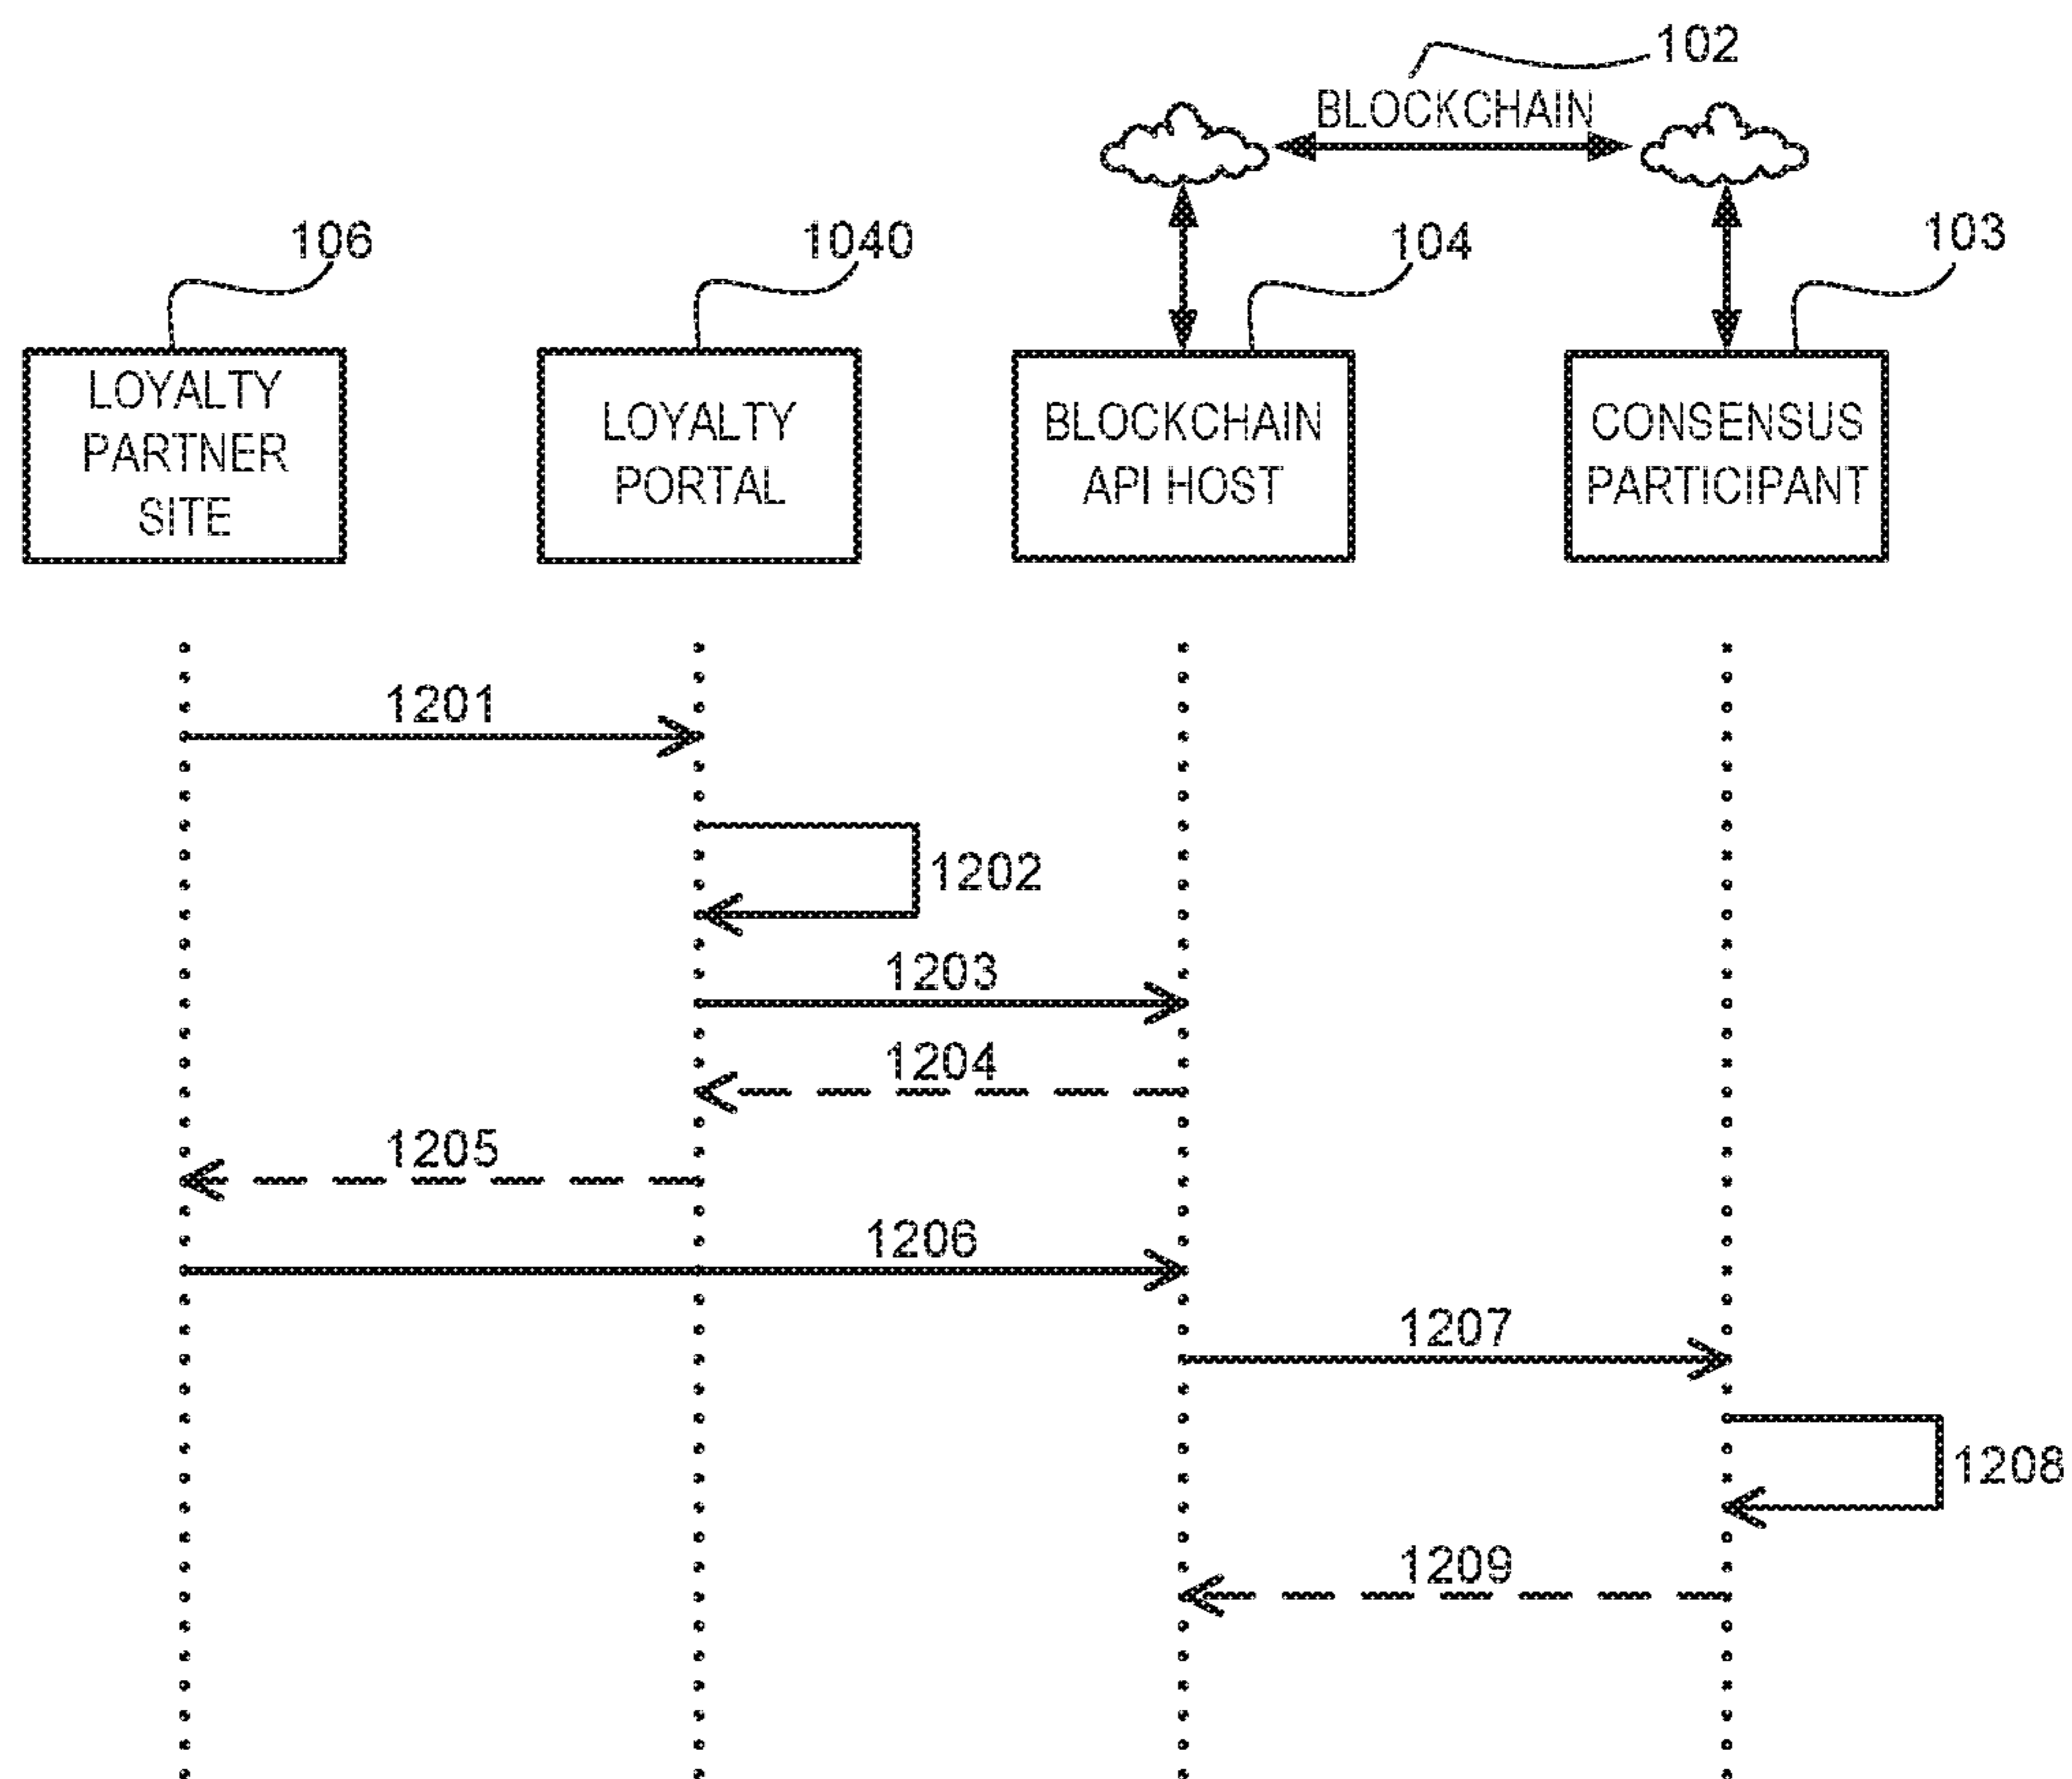 102
BLOCKCHAIN
106
1040
104
103
LOYALTY
PARTNER
SITE
LOYALTY
PORTAL
BLOCKCHAIN
API HOST
CONSENSUS
PARTICIPANT
1201
1202
1203
1204
1205
1206
1207
1208
1209